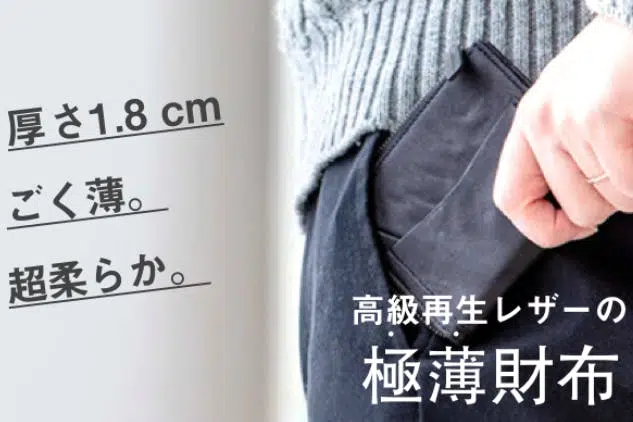 厚さ1.8 cm
ごく薄。
超柔らか。
高級再生レザーの
極薄財布